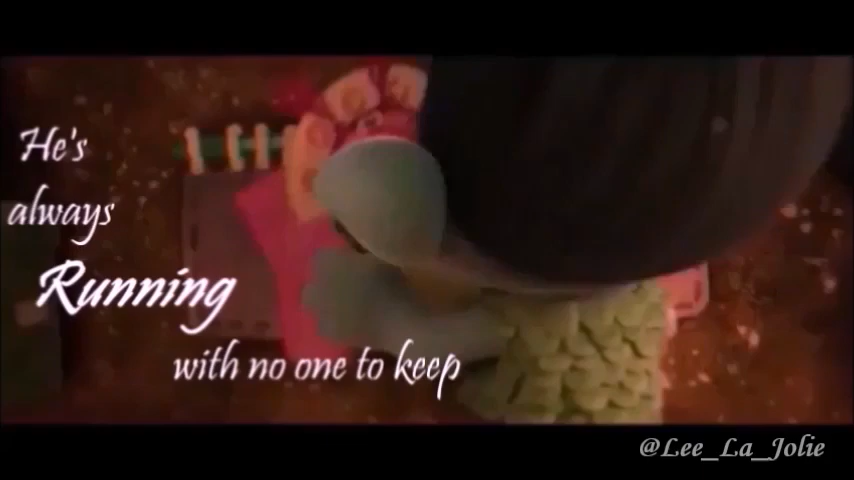 He's
always
Running
with no one to keep
@Lee_La_Jolie